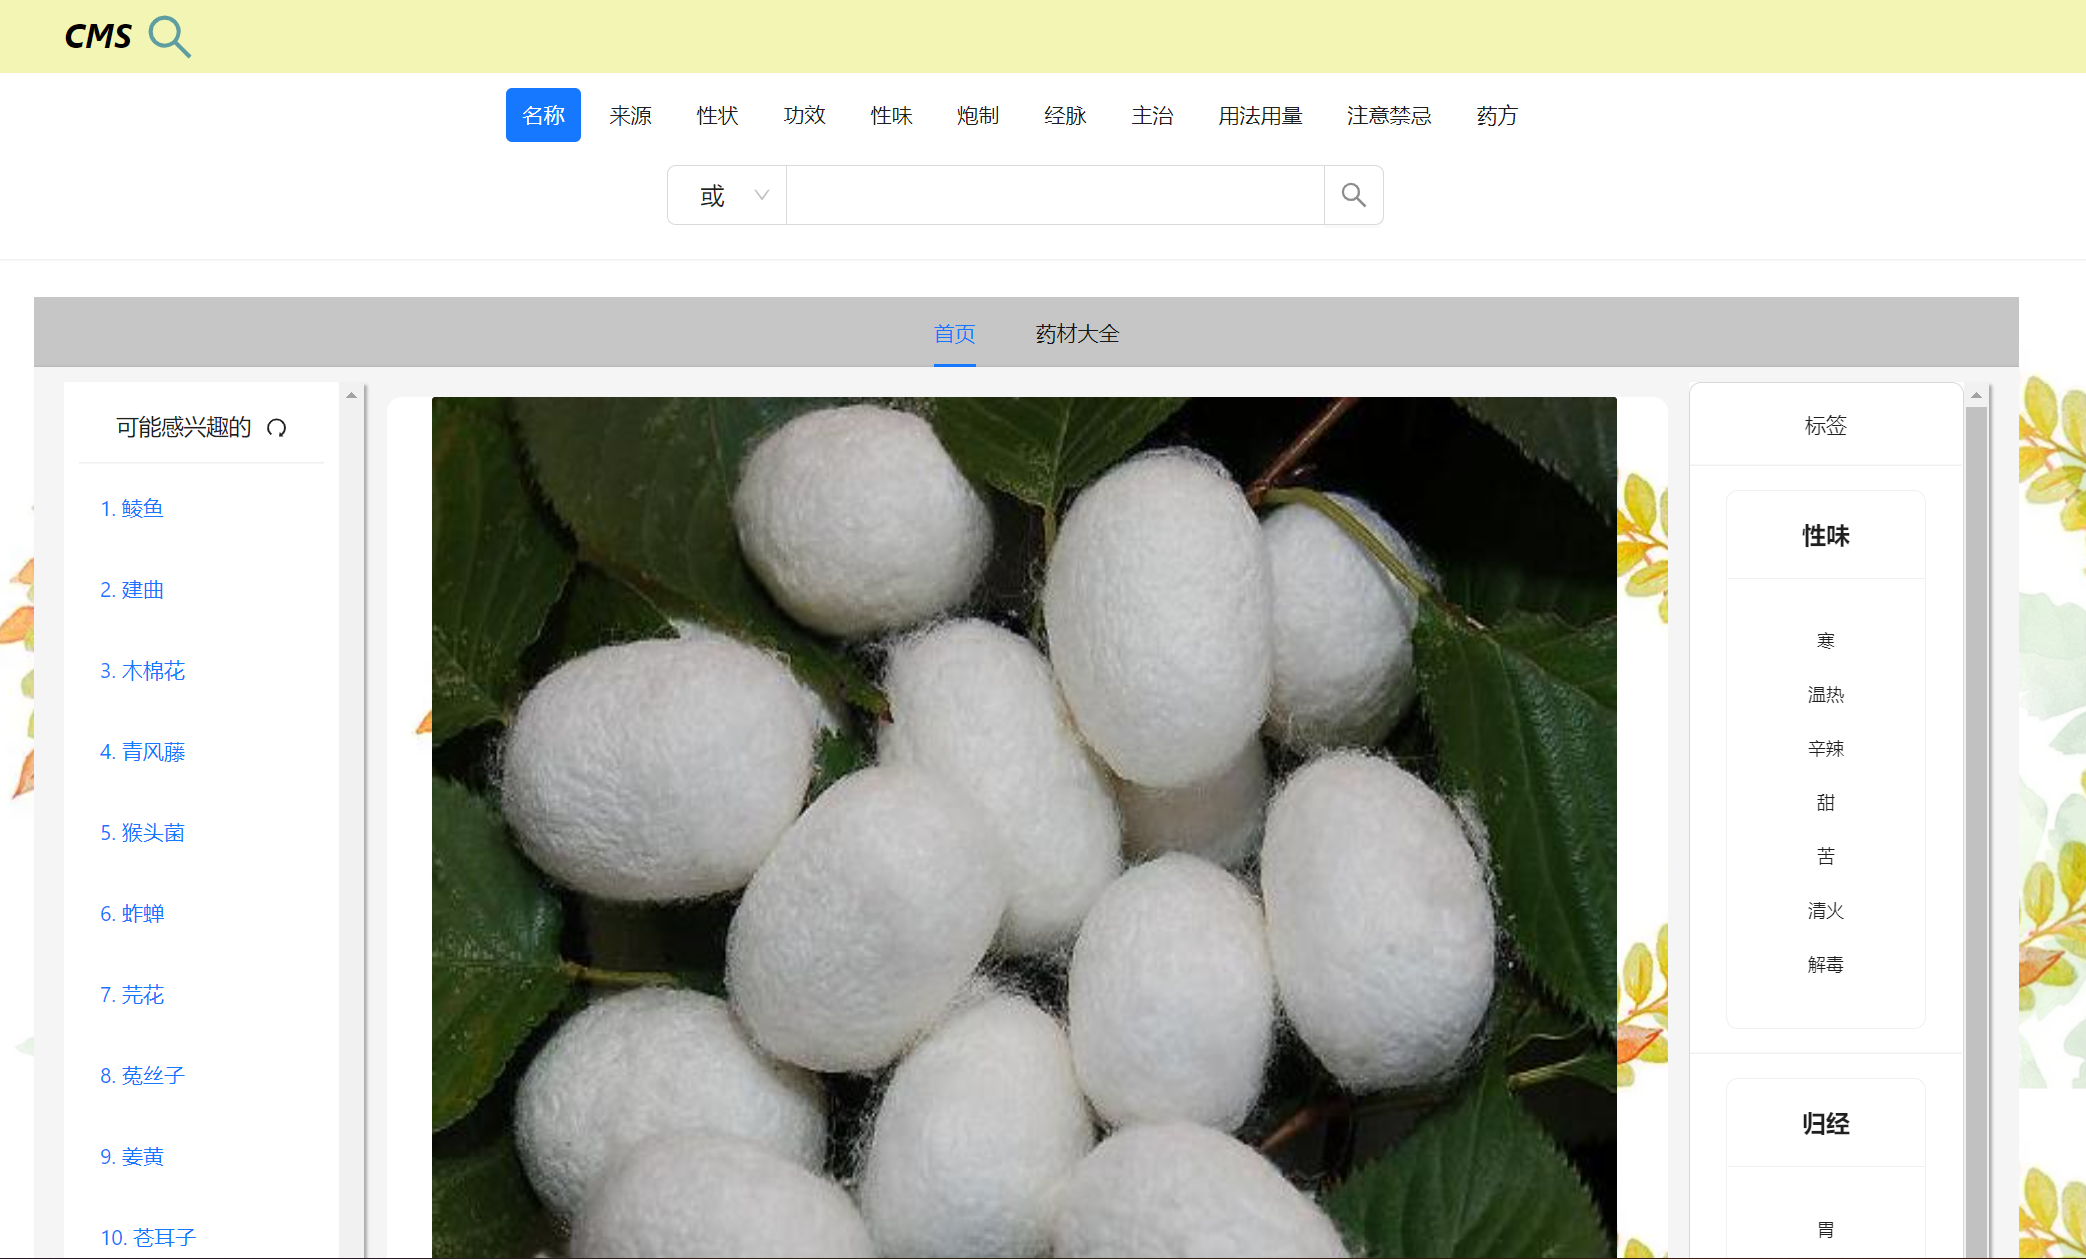 CMS
名称 来源 性状 功效 性味 炮制 经脉 主治 用法用量 注意禁忌 药方
或
首页 药材大全
可能感兴趣的
1. 鲮鱼
2. 建曲
3. 木棉花
4. 青风藤
5. 猴头菌
6. 蚱蝉
7. 芫花
8. 菟丝子
9. 姜黄
10. 苍耳子
标签
性味
寒
温热
辛辣
甜
苦
清火
解毒
归经
胃